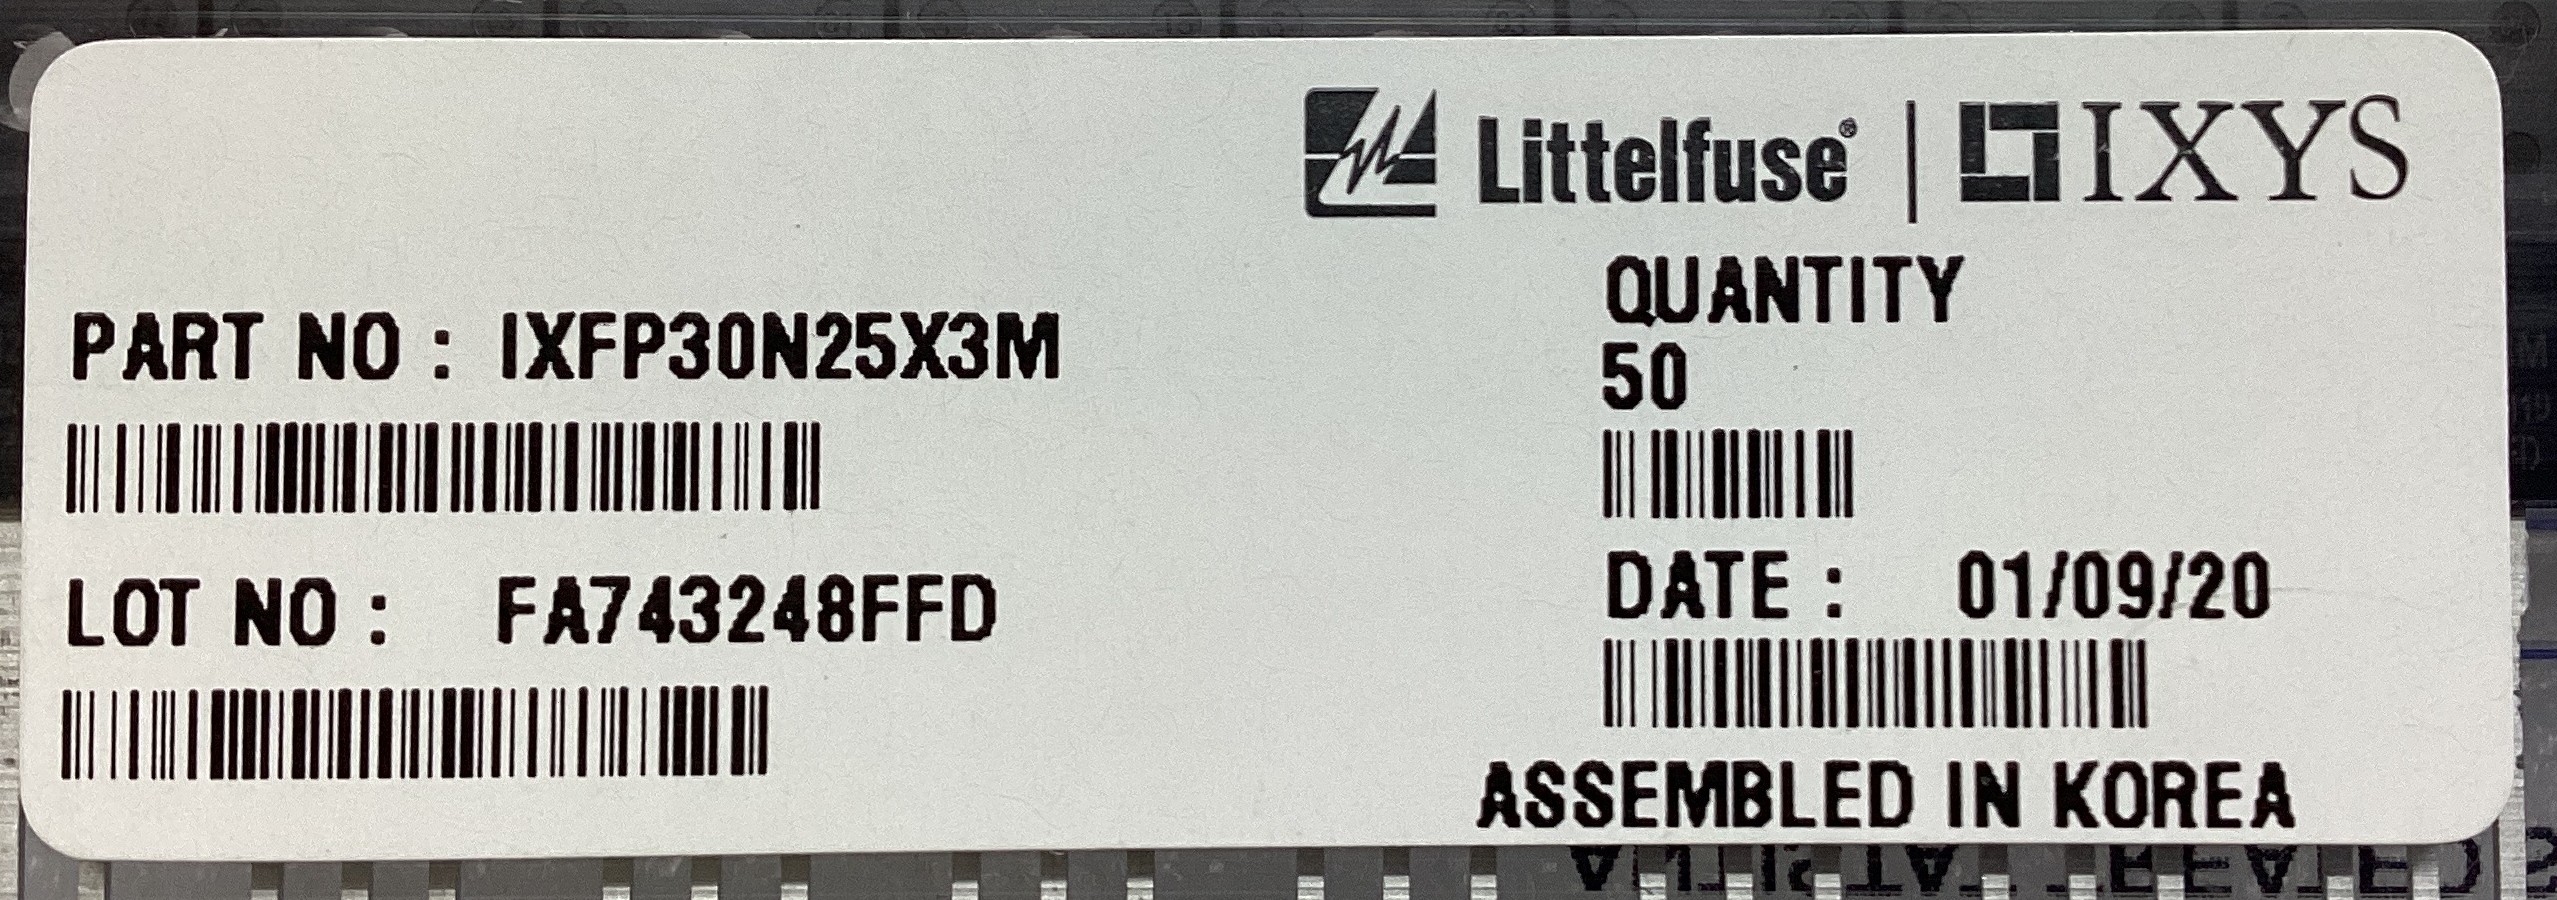 Littelfuse® | IXYS
PART NO : IXFP30N25X3M
LOT NO : FA743248FFD
QUANTITY
50
DATE : 01/09/20
ASSEMBLED IN KOREA